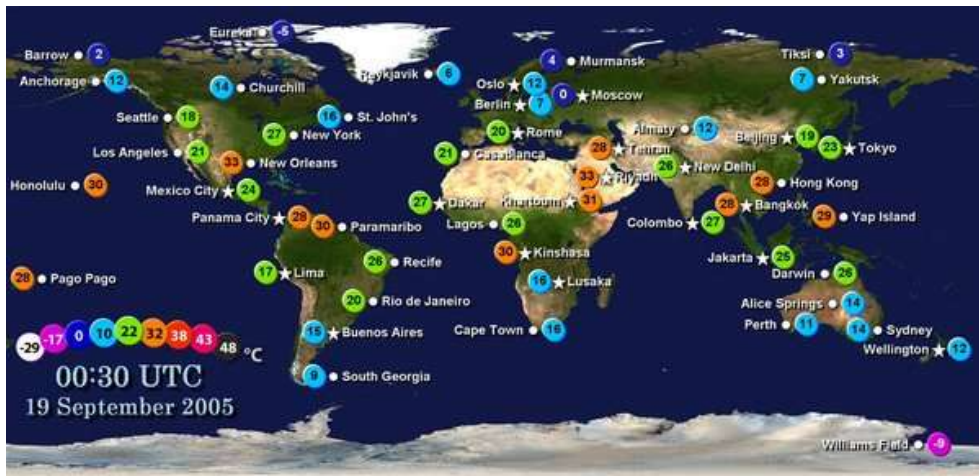 Eureka -5
Barrow 2
4 Murmansk
Tiksi 3
Anchorage 12
14 Churchill
Reykjavik 6
Oslo 12
0 Moscow
7 Yakutsk
Berlin 7
Seattle 18
16 St. John's
27 New York
20 Rome
Almaty 12
Beijing 19
23 Tokyo
Los Angeles 21
33 New Orleans
21 Casablanca
28 Tehran
26 New Delhi
Honolulu 30
Mexico City 24
33 Riyadh
28 Hong Kong
27 Dakar
Khartoum 31
28 Bangkok
Panama City 28
30 Paramaribo
Lagos 26
Colombo 27
29 Yap Island
30 Kinshasa
Jakarta 25
28 Pago Pago
17 Lima
26 Recife
16 Lusaka
Darwin 26
20 Rio de Janeiro
Alice Springs 14
15 Buenos Aires
Cape Town 16
Perth 11
14 Sydney
Wellington 12
9 South Georgia
-29 -17 0 10 22 32 38 43 48 °C
00:30 UTC
19 September 2005
Williams Field -9